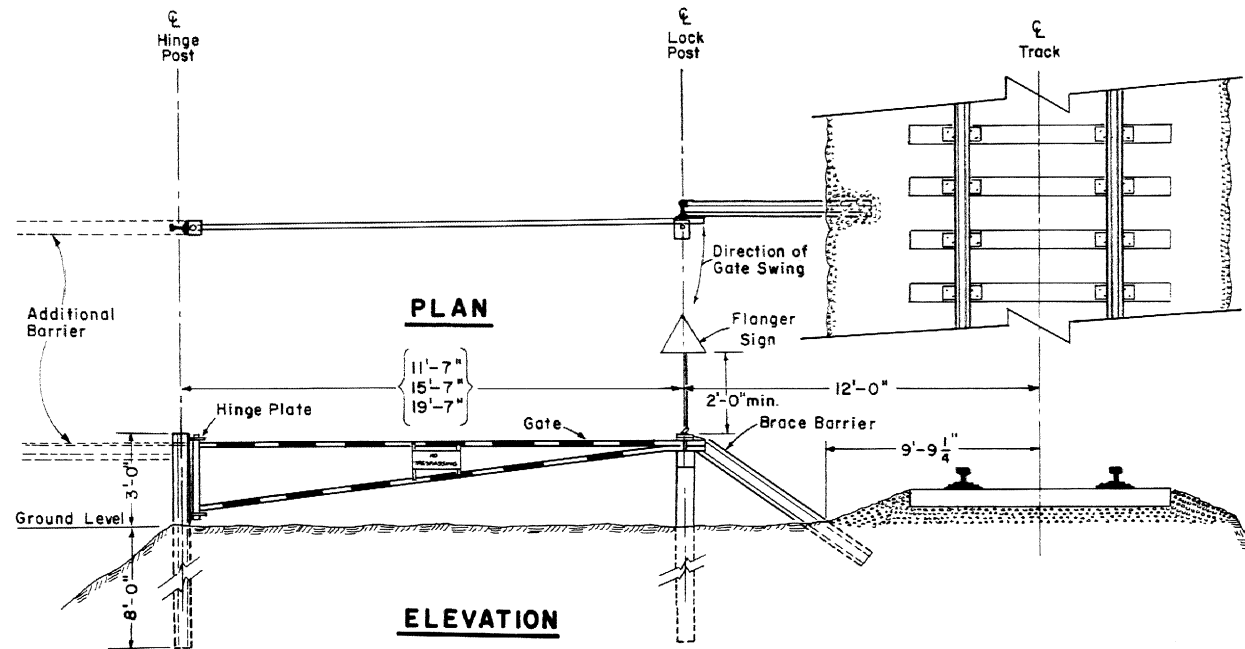 ℄
Hinge
Post
℄
Lock
Post
℄
Track
Direction of
Gate Swing
Additional
Barrier
PLAN
Flanger
Sign
11'-7"
15'-7"
19'-7"
12'-0"
2'-0" min.
Hinge Plate
Gate
Brace Barrier
9'-9 1/4"
NO
TRESPASSING
3'-0"
Ground Level
8'-0"
ELEVATION